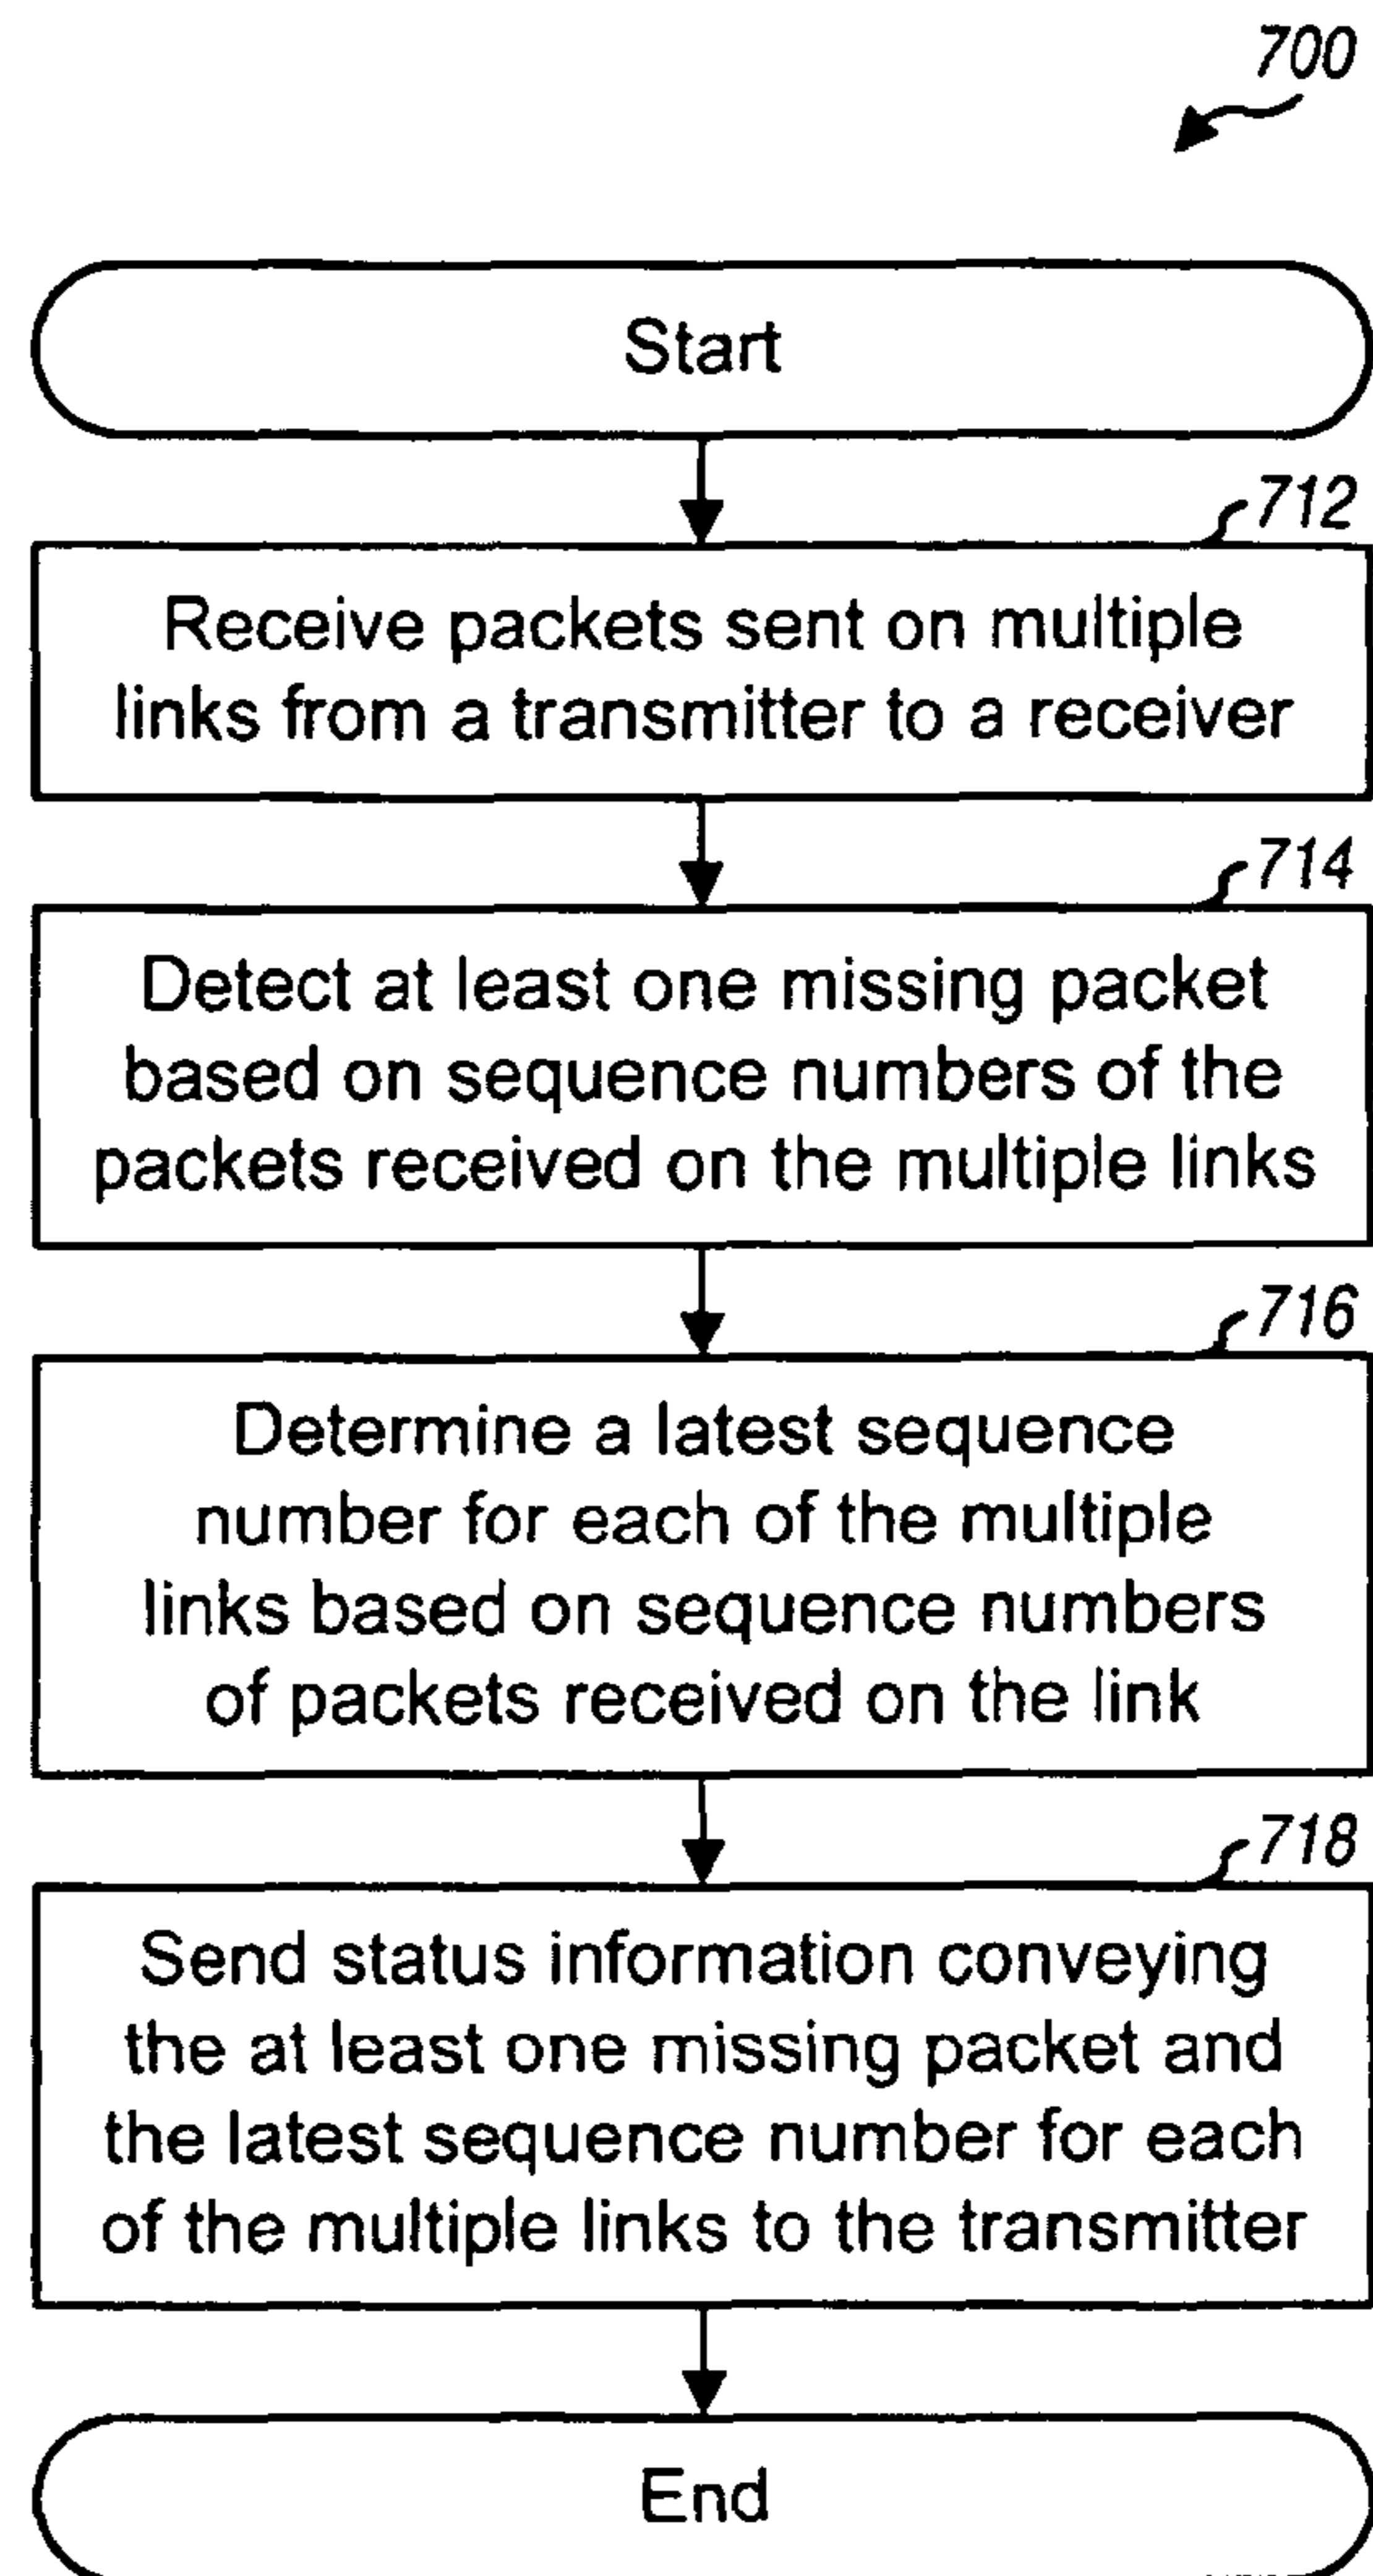 700
Start
712
Receive packets sent on multiple
links from a transmitter to a receiver
714
Detect at least one missing packet
based on sequence numbers of the
packets received on the multiple links
716
Determine a latest sequence
number for each of the multiple
links based on sequence numbers
of packets received on the link
718
Send status information conveying
the at least one missing packet and
the latest sequence number for each
of the multiple links to the transmitter
End